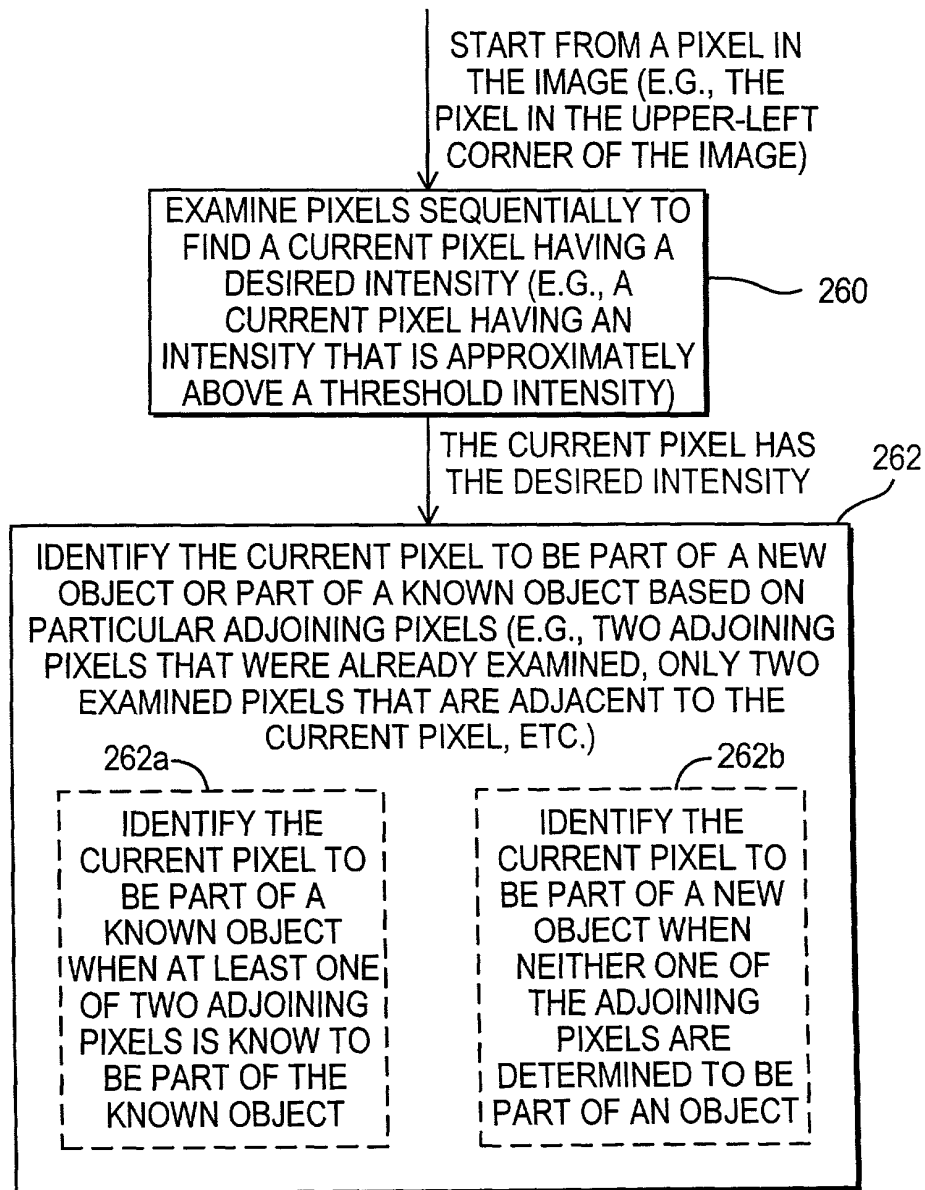 START FROM A PIXEL IN
THE IMAGE (E.G., THE
PIXEL IN THE UPPER-LEFT
CORNER OF THE IMAGE)
EXAMINE PIXELS SEQUENTIALLY TO
FIND A CURRENT PIXEL HAVING A
DESIRED INTENSITY (E.G., A
CURRENT PIXEL HAVING AN
INTENSITY THAT IS APPROXIMATELY
ABOVE A THRESHOLD INTENSITY)
260
THE CURRENT PIXEL HAS
THE DESIRED INTENSITY
262
IDENTIFY THE CURRENT PIXEL TO BE PART OF A NEW
OBJECT OR PART OF A KNOWN OBJECT BASED ON
PARTICULAR ADJOINING PIXELS (E.G., TWO ADJOINING
PIXELS THAT WERE ALREADY EXAMINED, ONLY TWO
EXAMINED PIXELS THAT ARE ADJACENT TO THE
CURRENT PIXEL, ETC.)
262a
IDENTIFY THE
CURRENT PIXEL TO
BE PART OF A
KNOWN OBJECT
WHEN AT LEAST ONE
OF TWO ADJOINING
PIXELS IS KNOW TO
BE PART OF THE
KNOWN OBJECT
262b
IDENTIFY THE
CURRENT PIXEL TO
BE PART OF A NEW
OBJECT WHEN
NEITHER ONE OF
THE ADJOINING
PIXELS ARE
DETERMINED TO BE
PART OF AN OBJECT